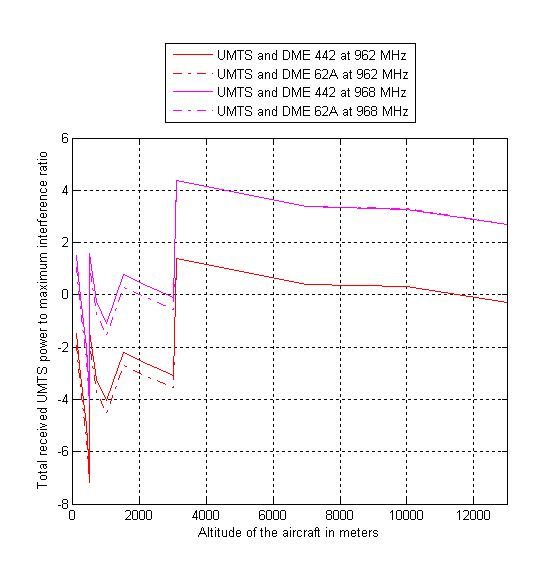 UMTS and DME 442 at 962 MHz
UMTS and DME 62A at 962 MHz
UMTS and DME 442 at 968 MHz
UMTS and DME 62A at 968 MHz
Total received UMTS power to maximum interference ratio
6
4
2
0
-2
-4
-6
-8
0 2000 4000 6000 8000 10000 12000
Altitude of the aircraft in meters